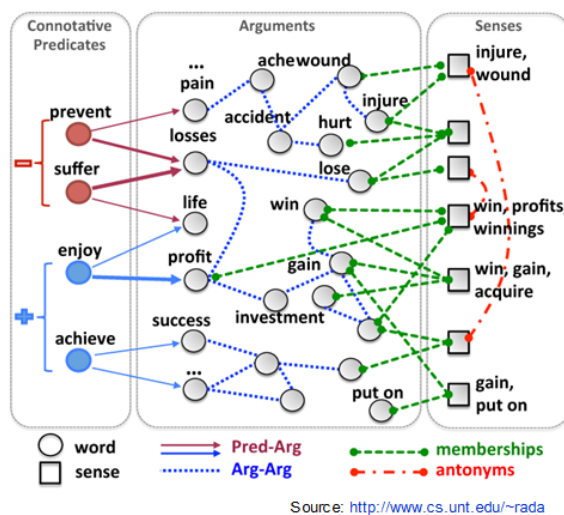 Connotative
Predicates
Arguments
Senses
...
pain
ache
wound
injure,
wound
prevent
losses
accident
hurt
injure
suffer
lose
life
win
win, profits,
winnings
enjoy
profit
gain
win, gain,
acquire
investment
achieve
success
...
put on
gain,
put on
word
Pred-Arg
memberships
sense
Arg-Arg
antonyms
Source: http://www.cs.unt.edu/~rada